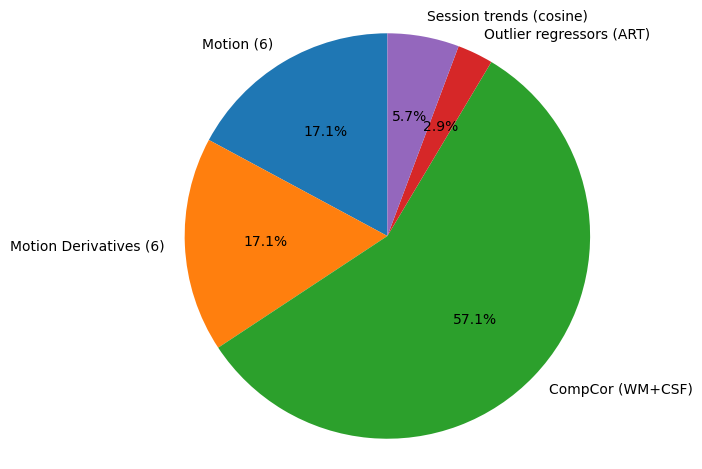 Session trends (cosine)
Outlier regressors (ART)
Motion (6)
5.7%
2.9%
17.1%
Motion Derivatives (6)
17.1%
57.1%
CompCor (WM+CSF)